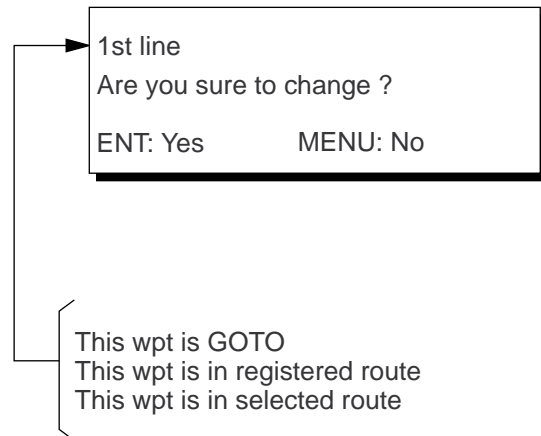 1st line
Are you sure to change ?
ENT: Yes MENU: No
This wpt is GOTO
This wpt is in registered route
This wpt is in selected route